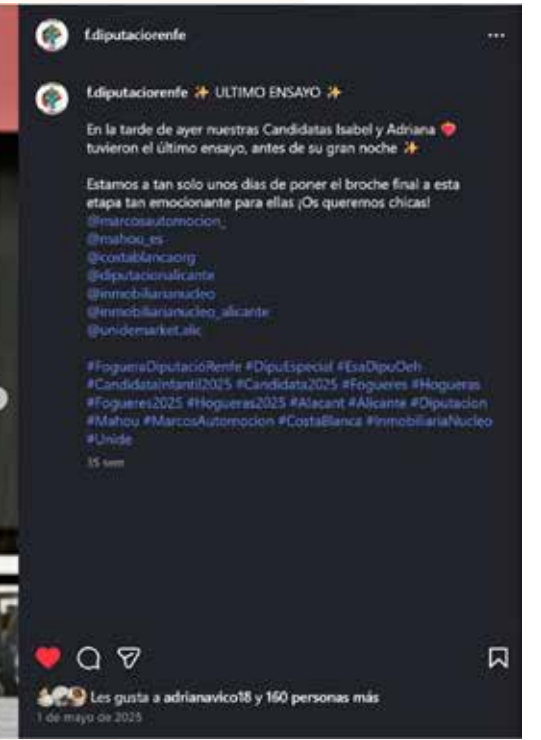 f.diputaciorenfe
f.diputaciorenfe ✨ ULTIMO ENSAYO ✨
En la tarde de ayer nuestras Candidatas Isabel y Adriana ❤️
tuvieron el último ensayo, antes de su gran noche ✨
Estamos a tan solo unos días de poner el broche final a esta
etapa tan emocionante para ellas ¡Os queremos chicas!
@marcosautomocion_
@mahou_es
@costablancaorg
@diputacionalicante
@inmobiliarianucleo
@inmobiliarianucleo_alicante
@unidemarket.alic
#FogueraDiputacióRenfe #DipuEspecial #EsaDipuOeh
#CandidataInfantil2025 #Candidata2025 #Fogueres #Hogueras
#Fogueres2025 #Hogueras2025 #Alacant #Alicante #Diputacion
#Mahou #MarcosAutomocion #CostaBlanca #InmobiliariaNucleo
#Unide
35 sem
Les gusta a adrianavico18 y 160 personas más
1 de mayo de 2025